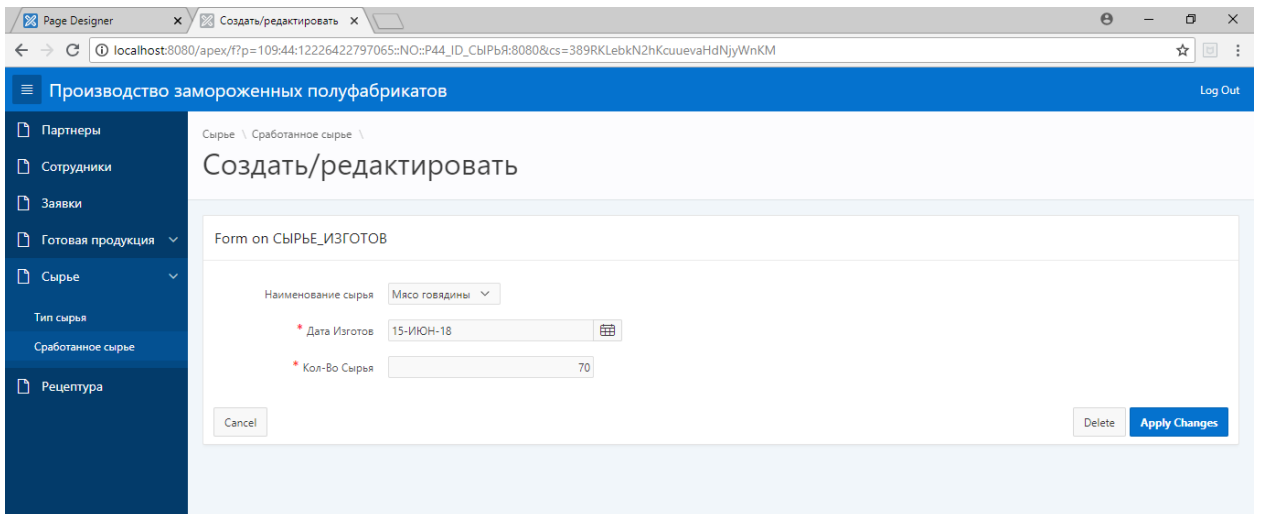 Page Designer
Создать/редактировать
localhost:8080/apex/f?p=109:44:12226422797065::NO::P44_ID_СЫРЬЯ:8080&cs=389RKLebkN2hKcuuevaHdNjyWnKM
Производство замороженных полуфабрикатов
Log Out
Партнеры
Сотрудники
Заявки
Готовая продукция
Сырье
Тип сырья
Сработанное сырье
Рецептура
Сырье \ Сработанное сырье \
Создать/редактировать
Form on СЫРЬЕ_ИЗГОТОВ
Наименование сырья Мясо говядины
* Дата Изготов 15-ИЮН-18
* Кол-Во Сырья 70
Cancel Delete Apply Changes